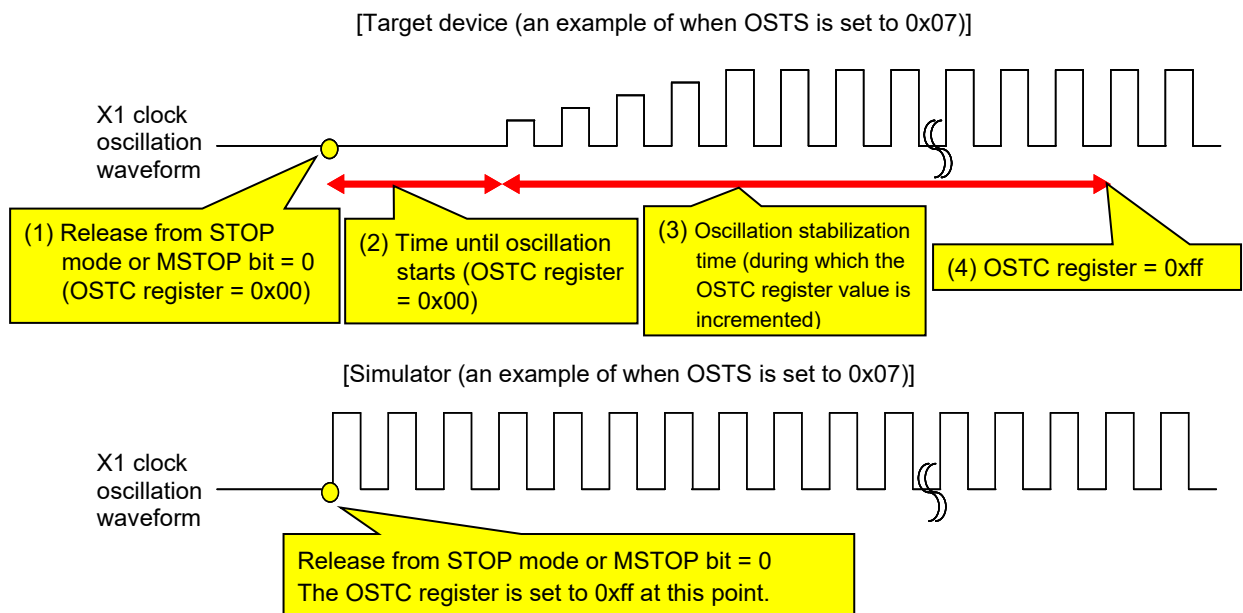 [Target device (an example of when OSTS is set to 0x07)]
X1 clock
oscillation
waveform
(1) Release from STOP
mode or MSTOP bit = 0
(OSTC register = 0x00)
(2) Time until oscillation
starts (OSTC register
= 0x00)
(3) Oscillation stabilization
time (during which the
OSTC register value is
incremented)
(4) OSTC register = 0xff
[Simulator (an example of when OSTS is set to 0x07)]
X1 clock
oscillation
waveform
Release from STOP mode or MSTOP bit = 0
The OSTC register is set to 0xff at this point.